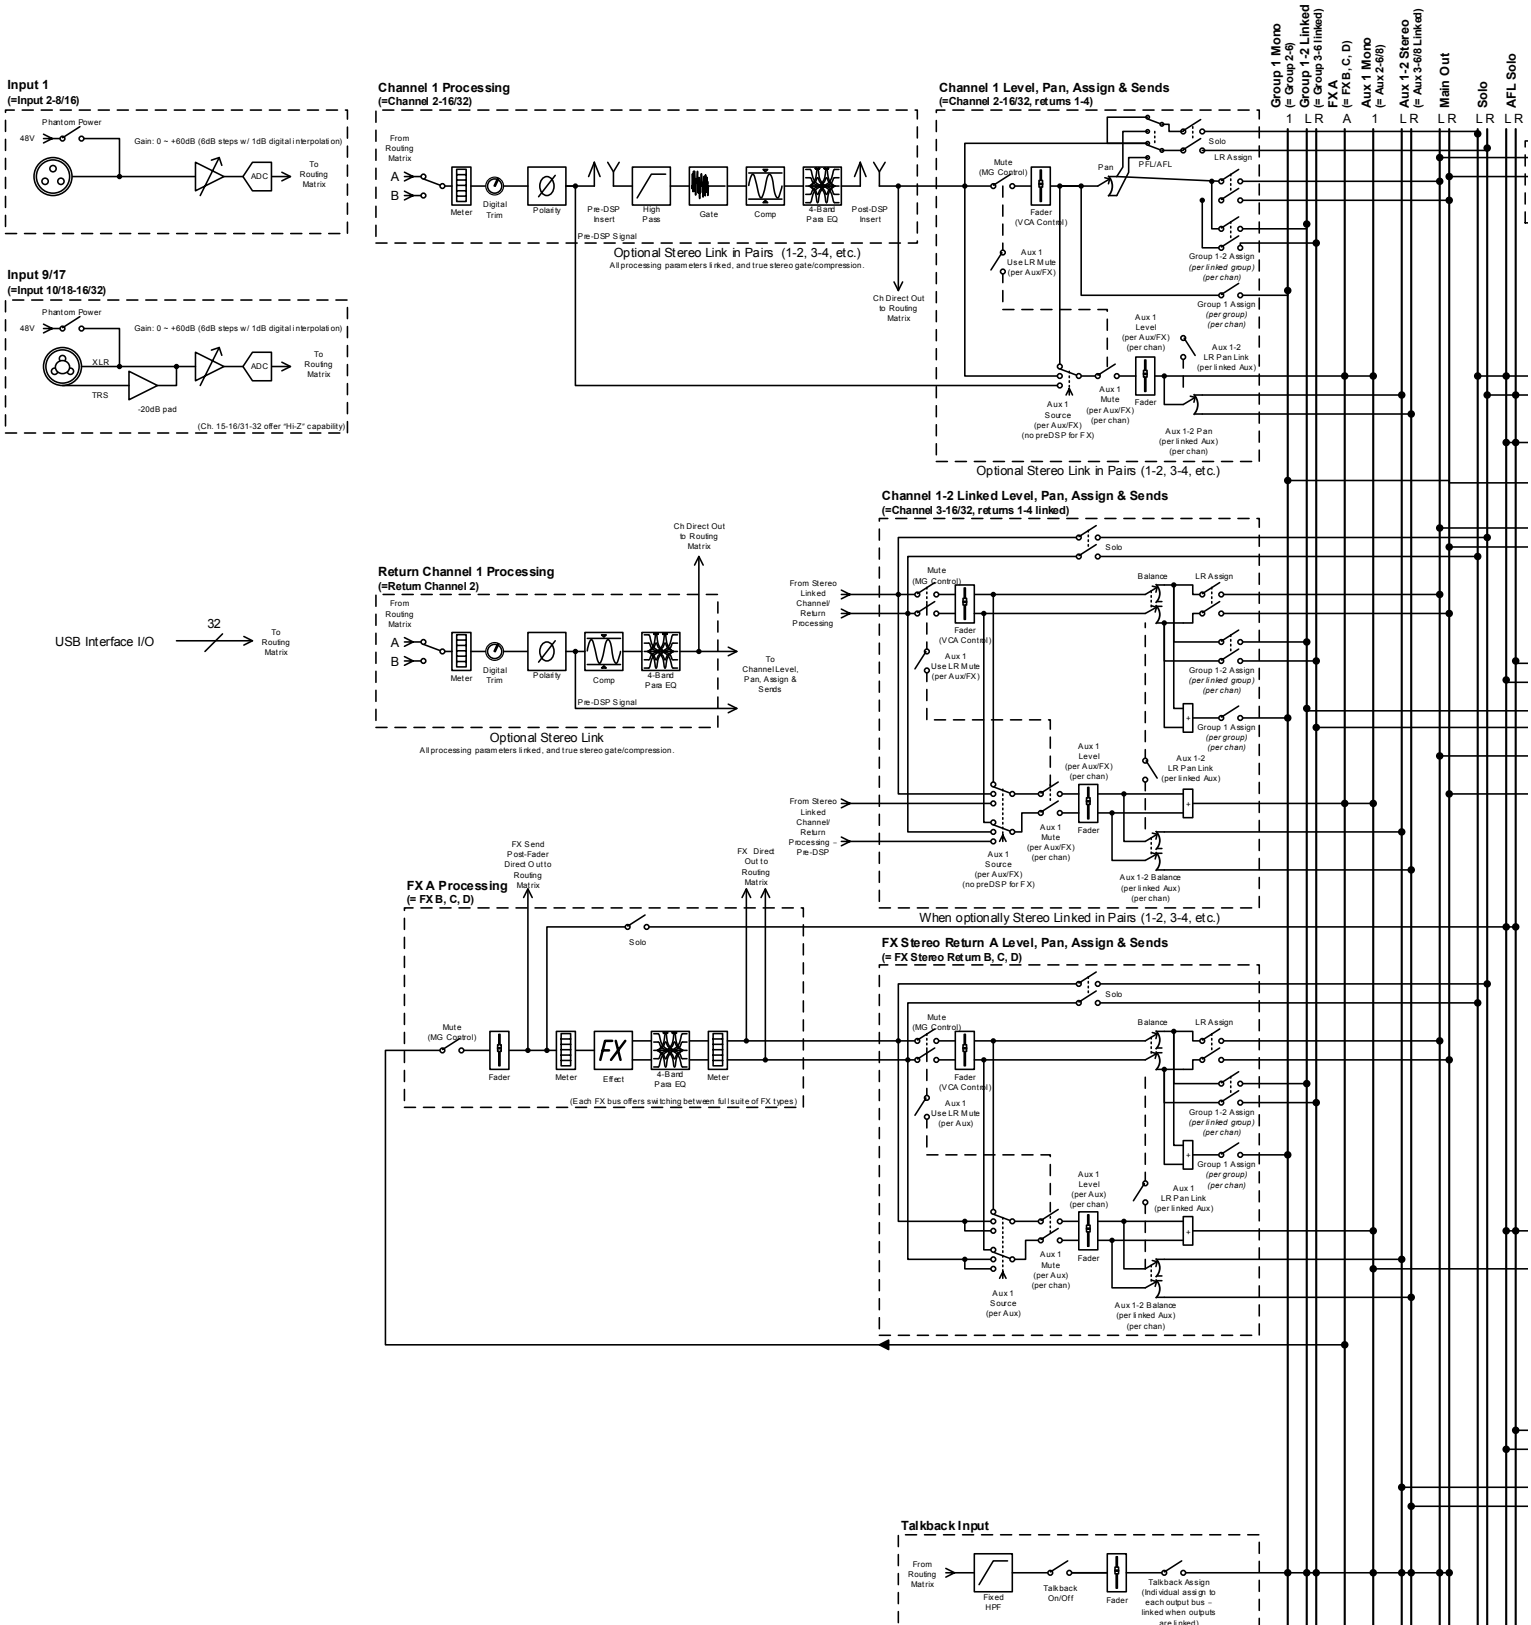 Group 1 Mono
(= Group 2-6)
Group 1-2 Linked
(= Group 3-6 linked)
FX A
(= FX B, C, D)
Aux 1 Mono
(= Aux 2-6/8)
Aux 1-2 Stereo
(= Aux 3-6/8 Linked)
Main Out
Solo
AFL Solo
1 L R A 1 L R L R L R L R
Input 1
(=Input 2-8/16)
Phantom Power
48V
Gain: 0 ~ +60dB (6dB steps w/ 1dB digital interpolation)
ADC
To
Routing
Matrix
Input 9/17
(=Input 10/18-16/32)
Phantom Power
48V
Gain: 0 ~ +60dB (6dB steps w/ 1dB digital interpolation)
XLR
TRS
-20dB pad
ADC
To
Routing
Matrix
(Ch. 15-16/31-32 offer "Hi-Z" capability)
Channel 1 Processing
(=Channel 2-16/32)
From
Routing
Matrix
A
B
Meter
Digital
Trim
Polarity
Pre-DSP
Insert
High
Pass
Gate
Comp
4-Band
Para EQ
Post-DSP
Insert
Pre-DSP Signal
Optional Stereo Link in Pairs (1-2, 3-4, etc.)
All processing parameters linked, and true stereo gate/compression.
Ch Direct Out
to Routing
Matrix
Channel 1 Level, Pan, Assign & Sends
(=Channel 2-16/32, returns 1-4)
Solo
PFL/AFL
LR Assign
Mute
(MG Control)
Pan
Fader
(VCA Control)
Aux 1
Use LR Mute
(per Aux/FX)
Group 1-2 Assign
(per linked group)
(per chan)
Group 1 Assign
(per group)
(per chan)
Aux 1
Level
(per Aux/FX)
(per chan)
Aux 1-2
LR Pan Link
(per linked Aux)
Aux 1
Source
(per Aux/FX)
(no preDSP for FX)
Aux 1
Mute
(per Aux/FX)
(per chan)
Fader
Aux 1-2 Pan
(per linked Aux)
(per chan)
Optional Stereo Link in Pairs (1-2, 3-4, etc.)
Channel 1-2 Linked Level, Pan, Assign & Sends
(=Channel 3-16/32, returns 1-4 linked)
Solo
From Stereo
Linked
Channel/
Return
Processing
Mute
(MG Control)
Fader
(VCA Control)
Balance
LR Assign
Aux 1
Use LR Mute
(per Aux/FX)
Group 1-2 Assign
(per linked group)
(per chan)
+
Group 1 Assign
(per group)
(per chan)
Aux 1
Level
(per Aux/FX)
(per chan)
Aux 1-2
LR Pan Link
(per linked Aux)
From Stereo
Linked
Channel/
Return
Processing –
Pre-DSP
Aux 1
Source
(per Aux/FX)
(no preDSP for FX)
Aux 1
Mute
(per Aux/FX)
(per chan)
Fader
+
Aux 1-2 Balance
(per linked Aux)
(per chan)
When optionally Stereo Linked in Pairs (1-2, 3-4, etc.)
USB Interface I/O
32
To
Routing
Matrix
Return Channel 1 Processing
(=Return Channel 2)
From
Routing
Matrix
A
B
Meter
Digital
Trim
Polarity
Comp
4-Band
Para EQ
Pre-DSP Signal
Ch Direct Out
to Routing
Matrix
To
Channel Level,
Pan, Assign &
Sends
Optional Stereo Link
All processing parameters linked, and true stereo gate/compression.
FX A Processing
(= FX B, C, D)
FX Send
Post-Fader
Direct Out to
Routing
Matrix
FX Direct
Out to
Routing
Matrix
Solo
Mute
(MG Control)
Fader
Meter
FX
Effect
4-Band
Para EQ
Meter
(Each FX bus offers switching between full suite of FX types)
FX Stereo Return A Level, Pan, Assign & Sends
(= FX Stereo Return B, C, D)
Solo
Mute
(MG Control)
Fader
(VCA Control)
Balance
LR Assign
Aux 1
Use LR Mute
(per Aux)
Group 1-2 Assign
(per linked group)
(per chan)
+
Group 1 Assign
(per group)
(per chan)
Aux 1
Level
(per Aux)
(per chan)
Aux 1
LR Pan Link
(per linked Aux)
Aux 1
Source
(per Aux)
Aux 1
Mute
(per Aux)
(per chan)
Fader
+
Aux 1-2 Balance
(per linked Aux)
(per chan)
Talkback Input
From
Routing
Matrix
Fixed
HPF
Talkback
On/Off
Fader
Talkback Assign
(Individual assign to
each output bus –
linked when outputs
are linked)